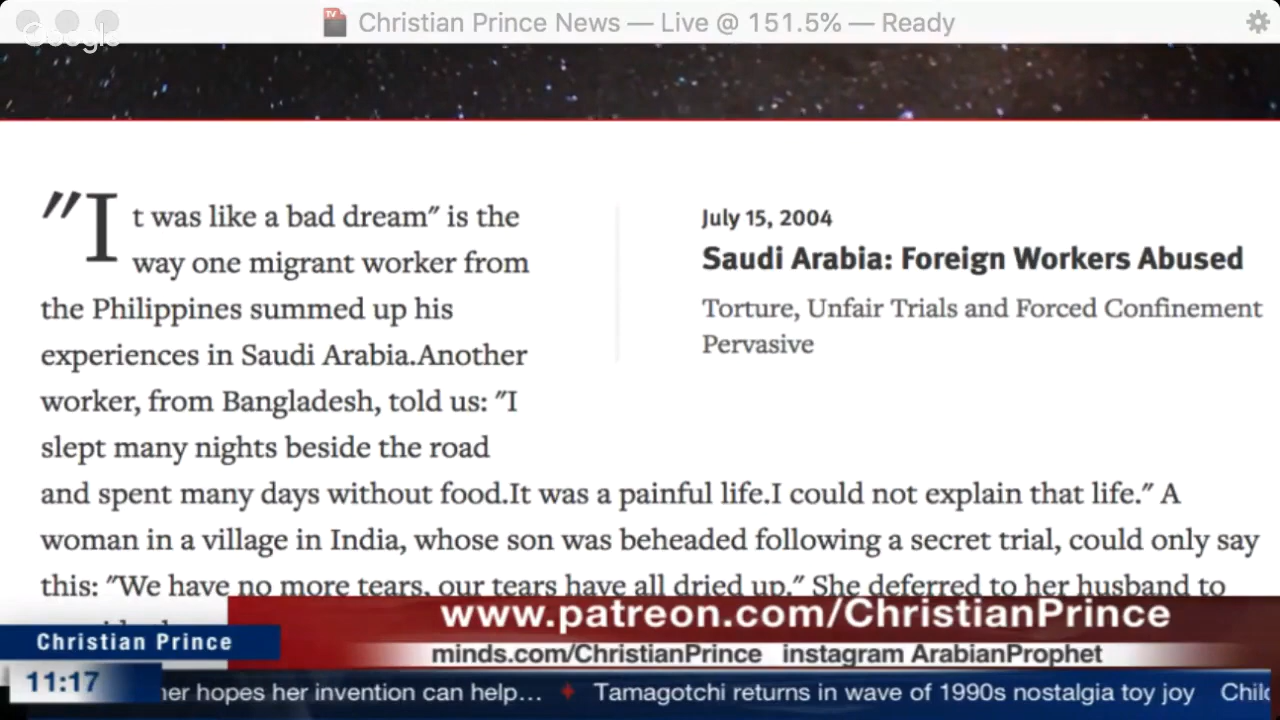 Google
TV
Christian Prince News — Live @ 151.5% — Ready
"It was like a bad dream" is the
way one migrant worker from
the Philippines summed up his
experiences in Saudi Arabia.Another
worker, from Bangladesh, told us: "I
slept many nights beside the road
and spent many days without food.It was a painful life.I could not explain that life." A
woman in a village in India, whose son was beheaded following a secret trial, could only say
this: "We have no more tears, our tears have all dried up." She deferred to her husband to
July 15, 2004
Saudi Arabia: Foreign Workers Abused
Torture, Unfair Trials and Forced Confinement
Pervasive
www.patreon.com/ChristianPrince
Christian Prince
minds.com/ChristianPrince instagram ArabianProphet
11:17
her hopes her invention can help... Tamagotchi returns in wave of 1990s nostalgia toy joy